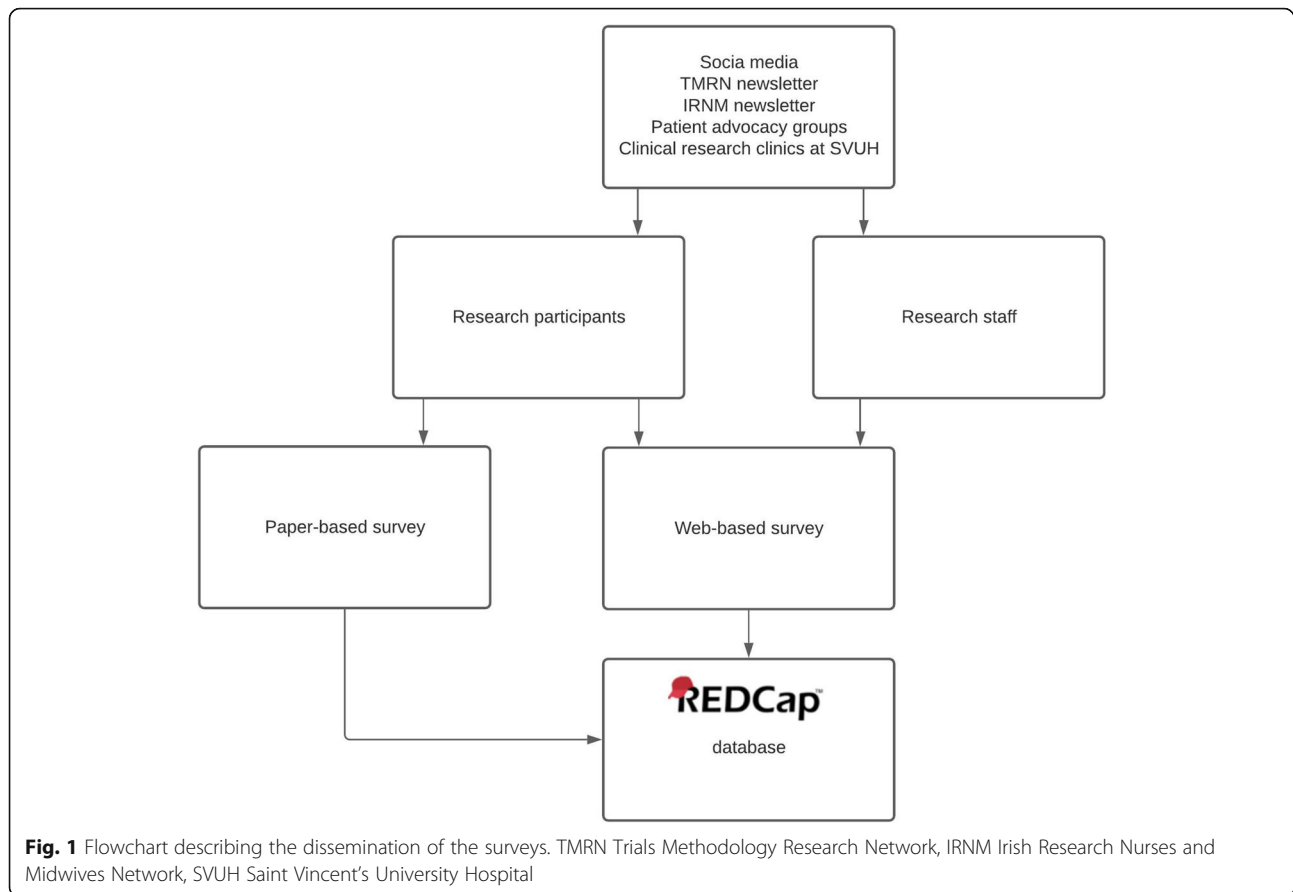 Socia media
TMRN newsletter
IRNM newsletter
Patient advocacy groups
Clinical research clinics at SVUH
Research participants
Research staff
Paper-based survey
Web-based survey
REDCap™
database
Fig. 1 Flowchart describing the dissemination of the surveys. TMRN Trials Methodology Research Network, IRNM Irish Research Nurses and
Midwives Network, SVUH Saint Vincent's University Hospital